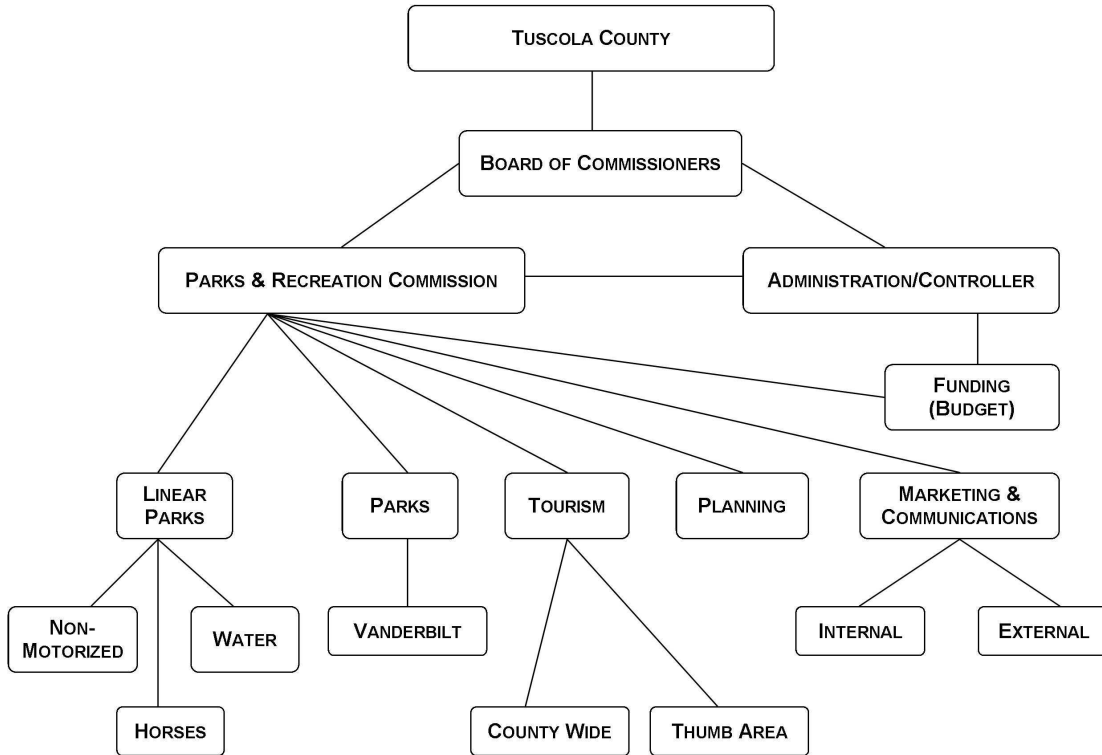 TUSCOLA COUNTY
BOARD OF COMMISSIONERS
PARKS & RECREATION COMMISSION
ADMINISTRATION/CONTROLLER
FUNDING
(BUDGET)
LINEAR
PARKS
PARKS
TOURISM
PLANNING
MARKETING &
COMMUNICATIONS
NON-
MOTORIZED
WATER
VANDERBILT
INTERNAL
EXTERNAL
HORSES
COUNTY WIDE
THUMB AREA